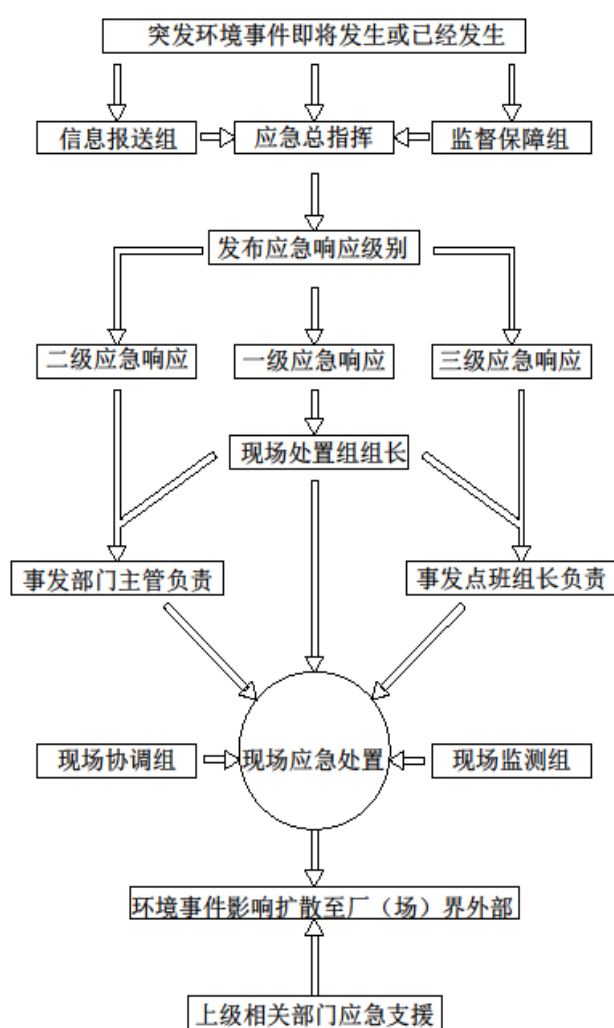 突发环境事件即将发生或已经发生
信息报送组
应急总指挥
监督保障组
发布应急响应级别
二级应急响应
一级应急响应
三级应急响应
现场处置组组长
事发部门主管负责
事发点班组长负责
现场协调组
现场应急处置
现场监测组
环境事件影响扩散至厂（场）界外部
上级相关部门应急支援